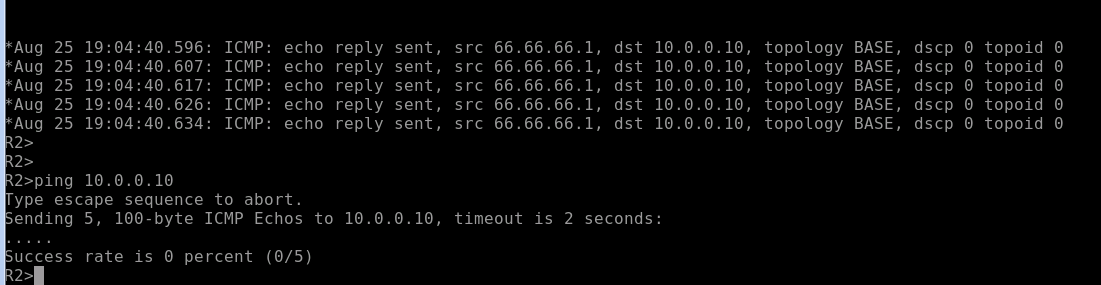 *Aug 25 19:04:40.596: ICMP: echo reply sent, src 66.66.66.1, dst 10.0.0.10, topology BASE, dscp 0 topoid 0
*Aug 25 19:04:40.607: ICMP: echo reply sent, src 66.66.66.1, dst 10.0.0.10, topology BASE, dscp 0 topoid 0
*Aug 25 19:04:40.617: ICMP: echo reply sent, src 66.66.66.1, dst 10.0.0.10, topology BASE, dscp 0 topoid 0
*Aug 25 19:04:40.626: ICMP: echo reply sent, src 66.66.66.1, dst 10.0.0.10, topology BASE, dscp 0 topoid 0
*Aug 25 19:04:40.634: ICMP: echo reply sent, src 66.66.66.1, dst 10.0.0.10, topology BASE, dscp 0 topoid 0
R2>
R2>
R2>ping 10.0.0.10
Type escape sequence to abort.
Sending 5, 100-byte ICMP Echos to 10.0.0.10, timeout is 2 seconds:
.....
Success rate is 0 percent (0/5)
R2>